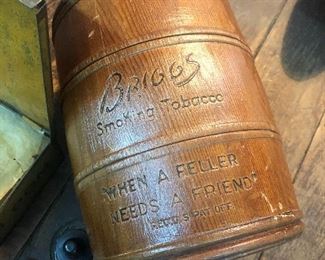 BRIGGS
Smoking Tobacco
"WHEN A FELLER
NEEDS A FRIEND"
REG. U.S. PAT. OFF.